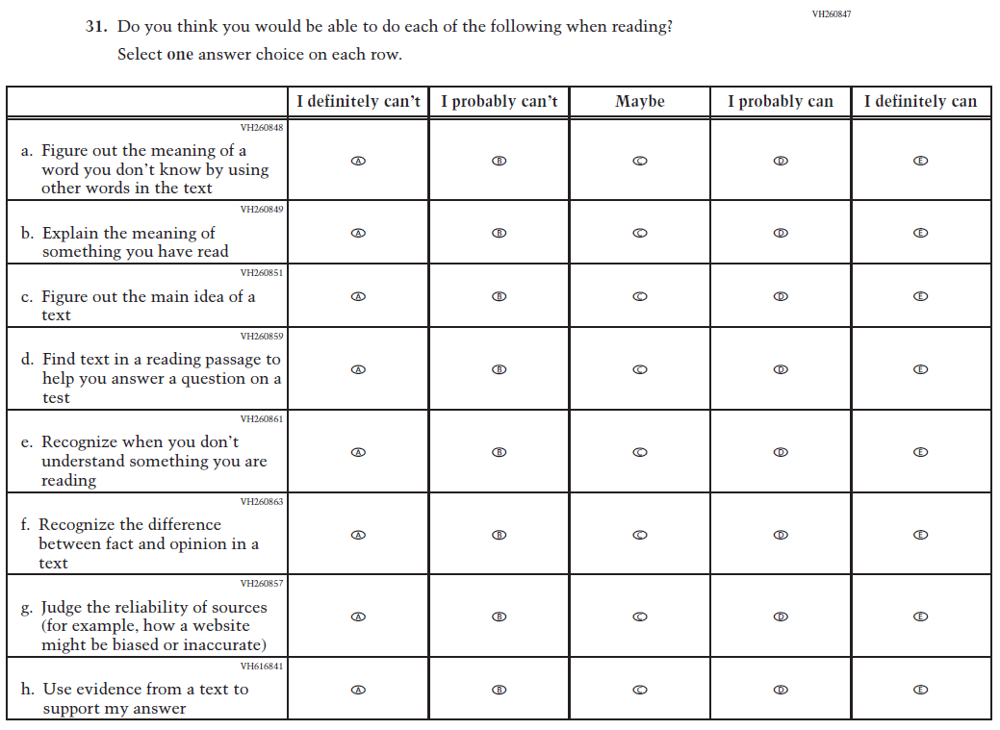 VH260847
31. Do you think you would be able to do each of the following when reading?
Select one answer choice on each row.
I definitely can't I probably can't Maybe I probably can I definitely can
VH260848
a. Figure out the meaning of a
word you don't know by using
other words in the text
A B C D E
VH260849
b. Explain the meaning of
something you have read
A B C D E
VH260851
c. Figure out the main idea of a
text
A B C D E
VH260859
d. Find text in a reading passage to
help you answer a question on a
test
A B C D E
VH260861
e. Recognize when you don't
understand something you are
reading
A B C D E
VH260863
f. Recognize the difference
between fact and opinion in a
text
A B C D E
VH260857
g. Judge the reliability of sources
(for example, how a website
might be biased or inaccurate)
A B C D E
VH616841
h. Use evidence from a text to
support my answer
A B C D E